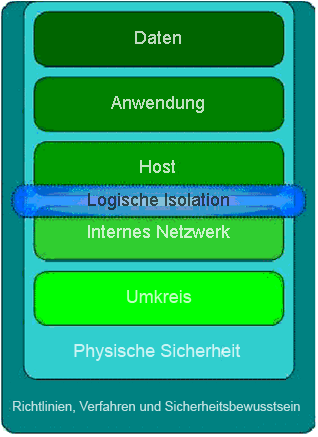 Daten
Anwendung
Host
Logische Isolation
Internes Netzwerk
Umkreis
Physische Sicherheit
Richtlinien, Verfahren und Sicherheitsbewusstsein